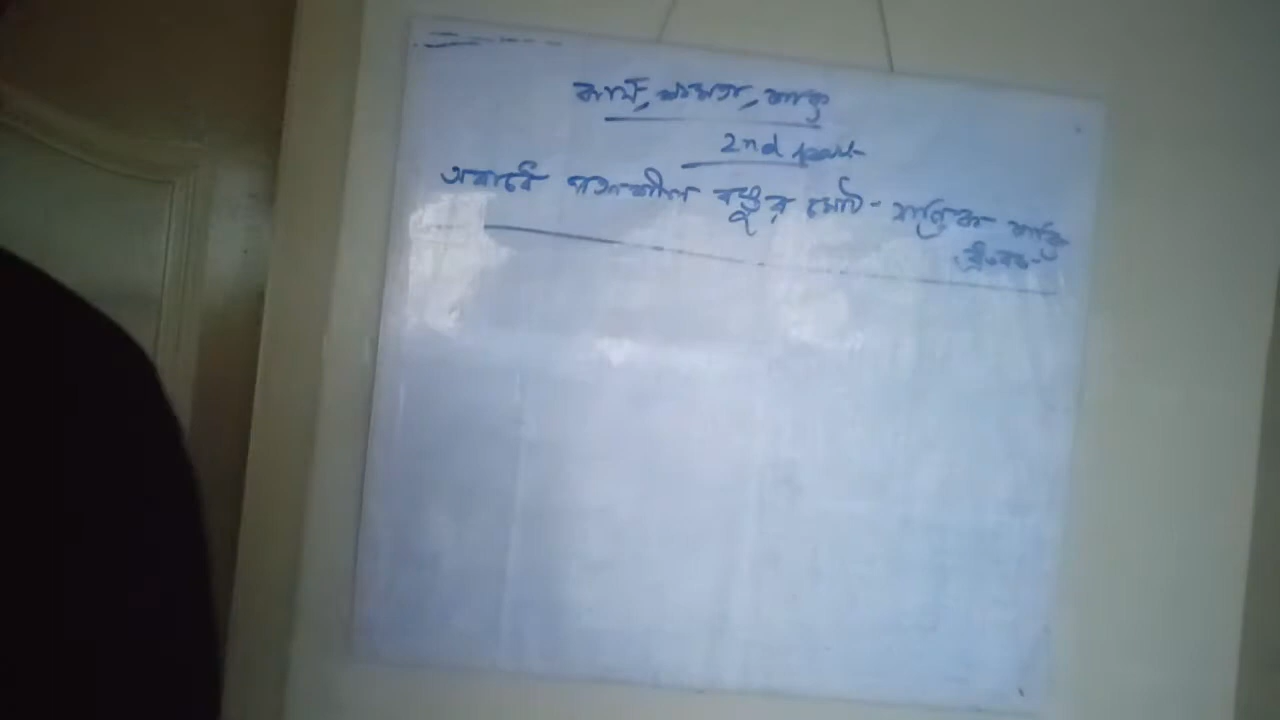 কার্য, ক্ষমতা, শক্তি
2nd part
অবাধে পতনশীল বস্তুর মোট যান্ত্রিক শক্তি
ধ্রুবক